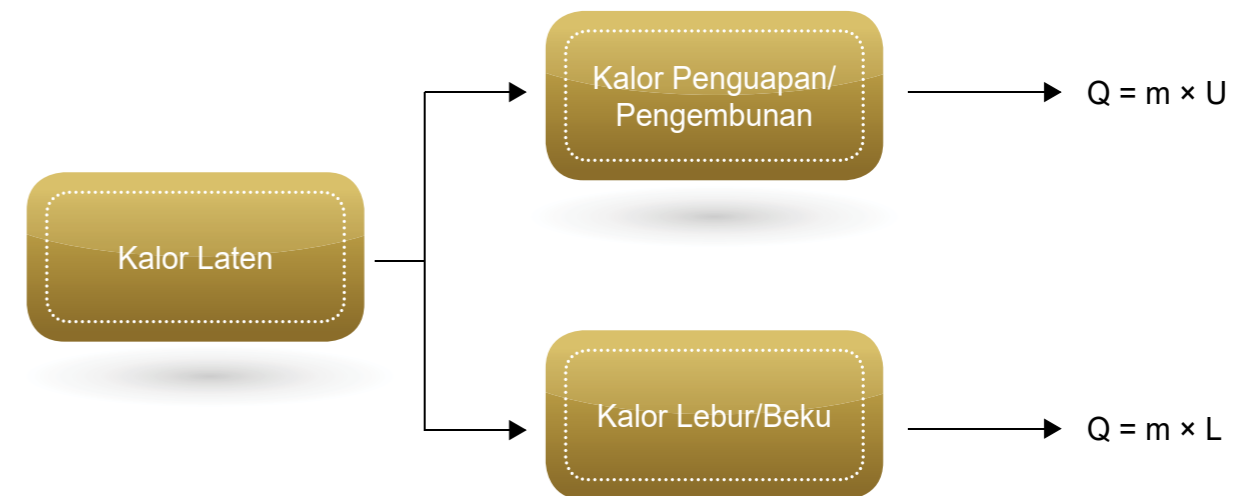 Kalor Penguapan/
Pengembunan
Q = m × U
Kalor Laten
Kalor Lebur/Beku
Q = m × L